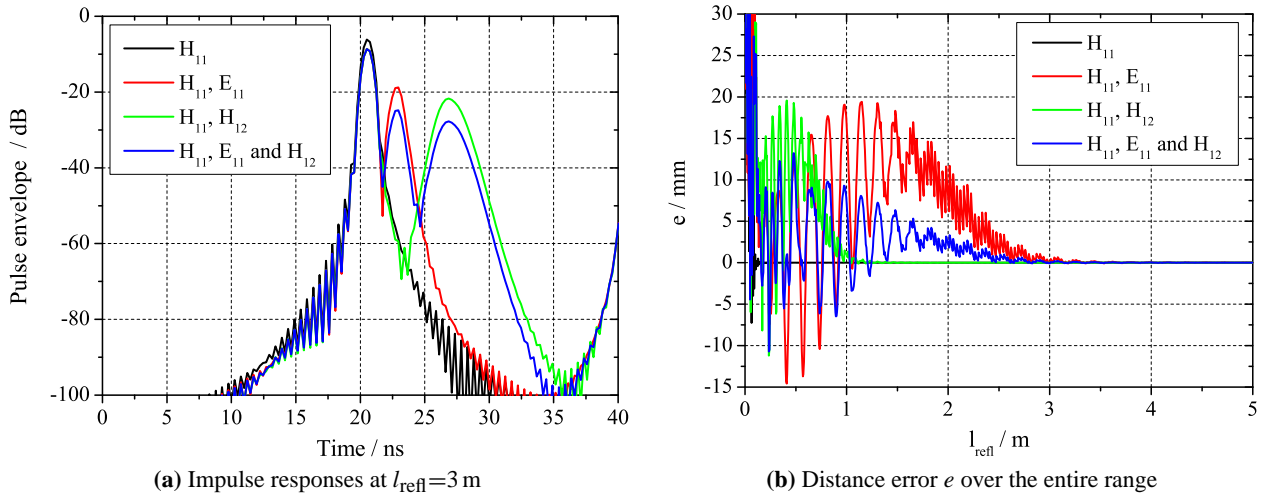 H11
H11, E11
H11, H12
H11, E11 and H12
0
-20
-40
-60
-80
-100
Pulse envelope / dB
0 5 10 15 20 25 30 35 40
Time / ns
(a) Impulse responses at lrefl=3 m
H11
H11, E11
H11, H12
H11, E11 and H12
30
25
20
15
10
5
0
-5
-10
-15
e / mm
0 1 2 3 4 5
lrefl / m
(b) Distance error e over the entire range